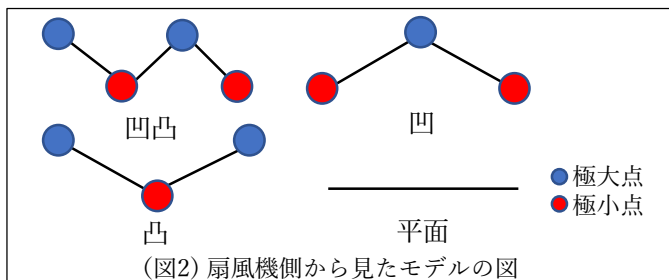 凹凸
凹
凸
平面
極大点
極小点
(図2) 扇風機側から見たモデルの図